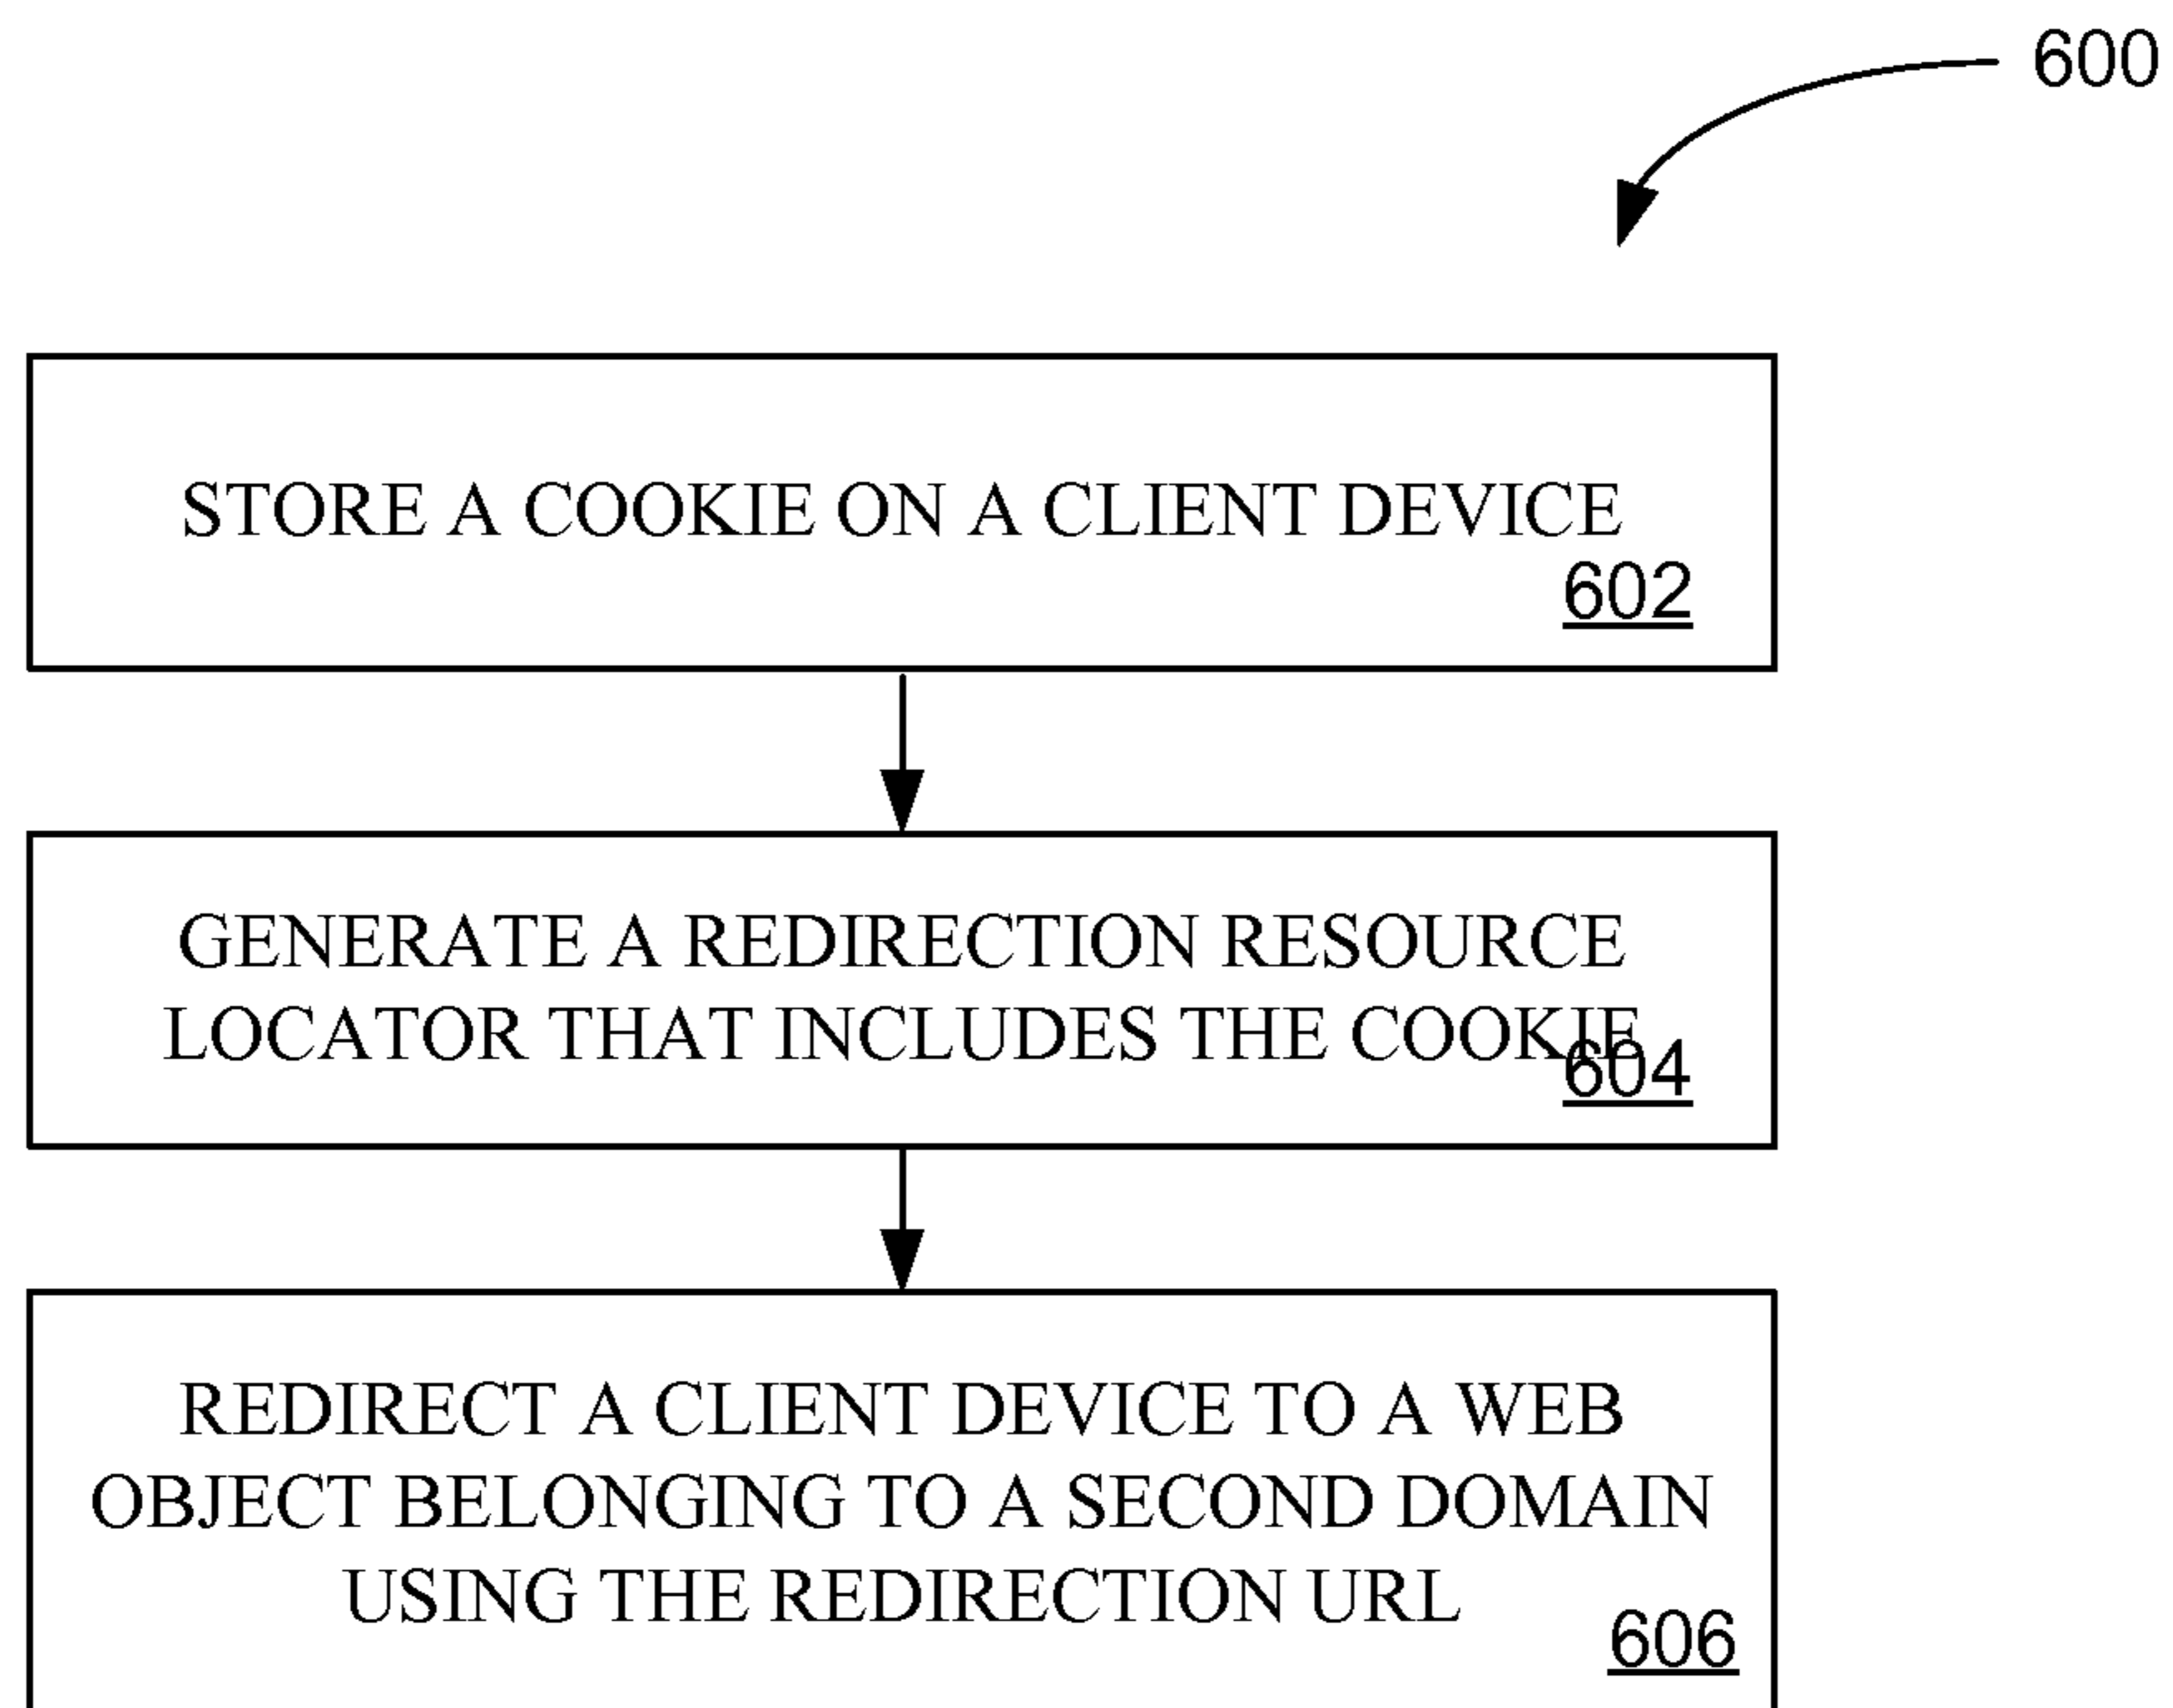 600
STORE A COOKIE ON A CLIENT DEVICE
602
GENERATE A REDIRECTION RESOURCE
LOCATOR THAT INCLUDES THE COOKIE
604
REDIRECT A CLIENT DEVICE TO A WEB
OBJECT BELONGING TO A SECOND DOMAIN
USING THE REDIRECTION URL
606